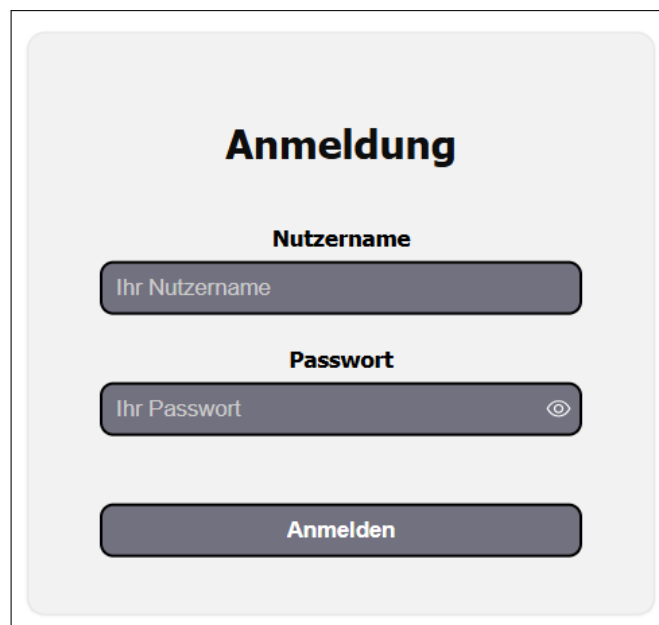 Anmeldung
Nutzername
Ihr Nutzername
Passwort
Ihr Passwort
Anmelden